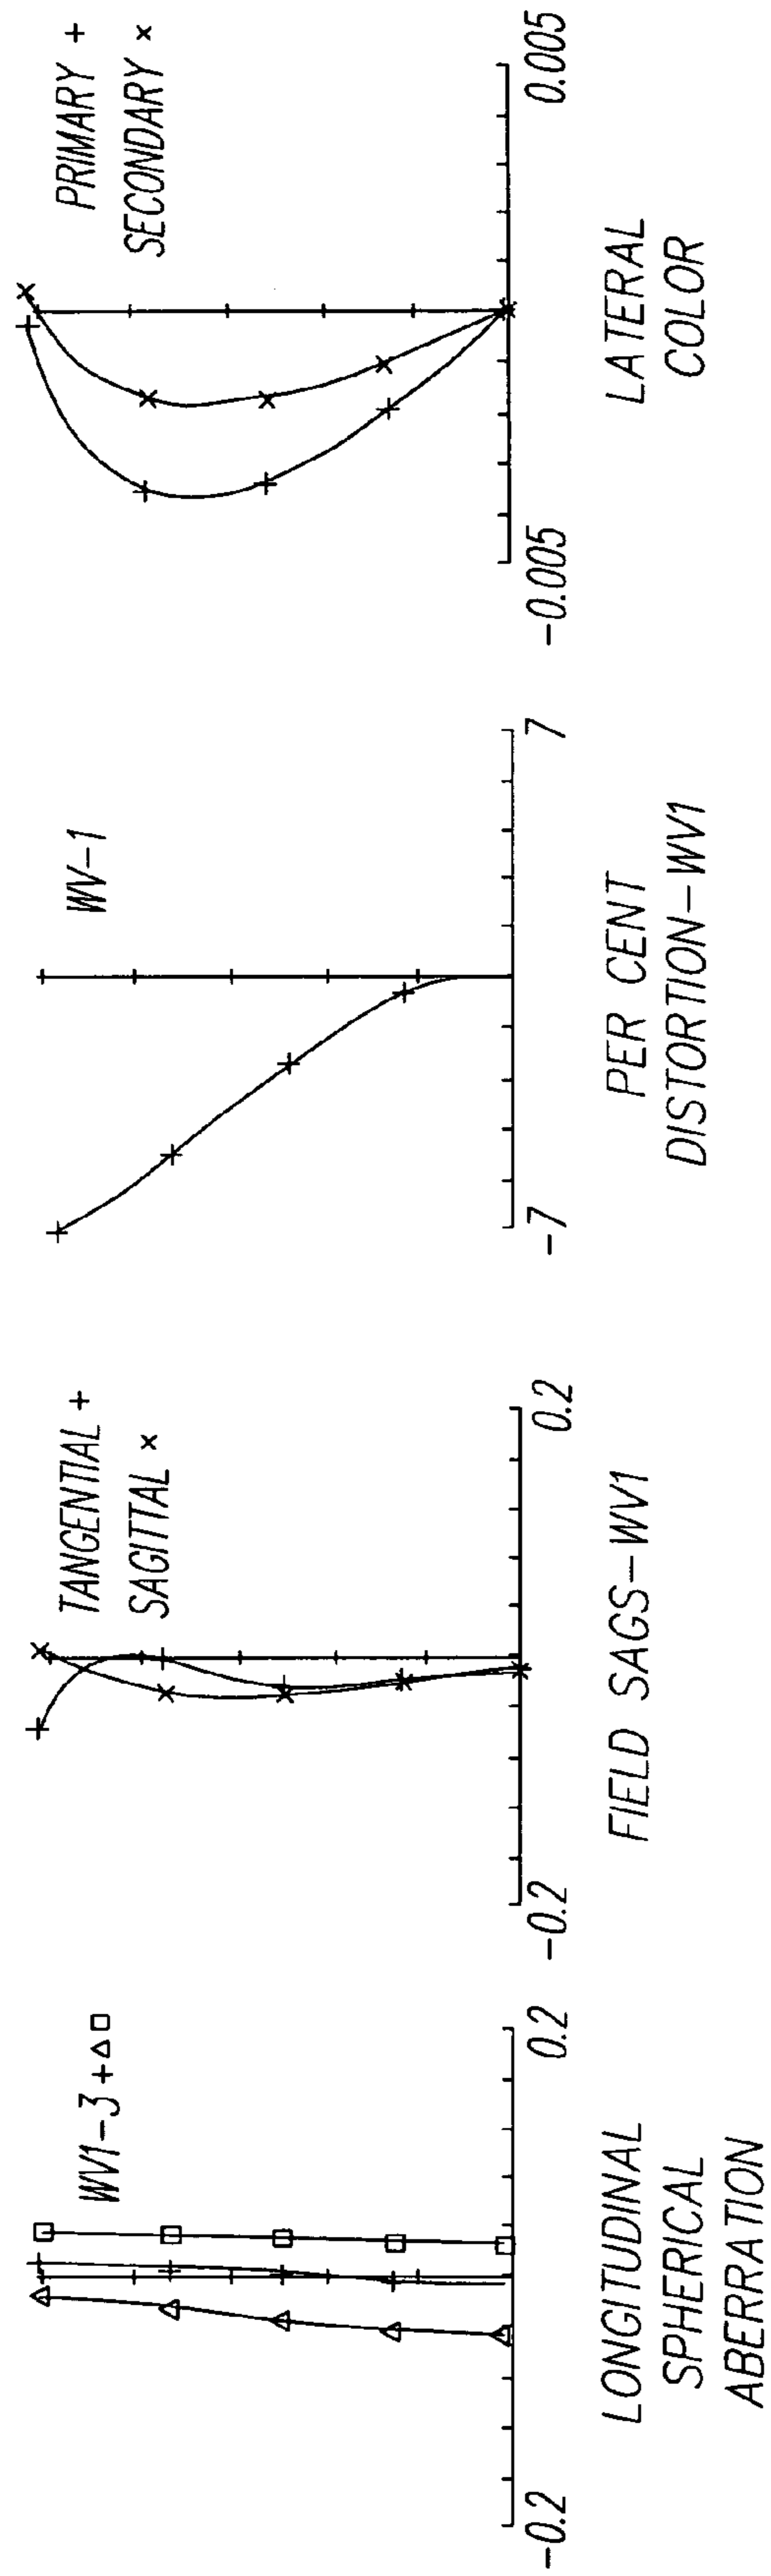 WV1-3 + △ □
-0.2
0.2
LONGITUDINAL
SPHERICAL
ABERRATION
TANGENTIAL +
SAGITTAL ×
-0.2
0.2
FIELD SAGS-WV1
WV-1
-7
7
PER CENT
DISTORTION-WV1
PRIMARY +
SECONDARY ×
-0.005
0.005
LATERAL
COLOR